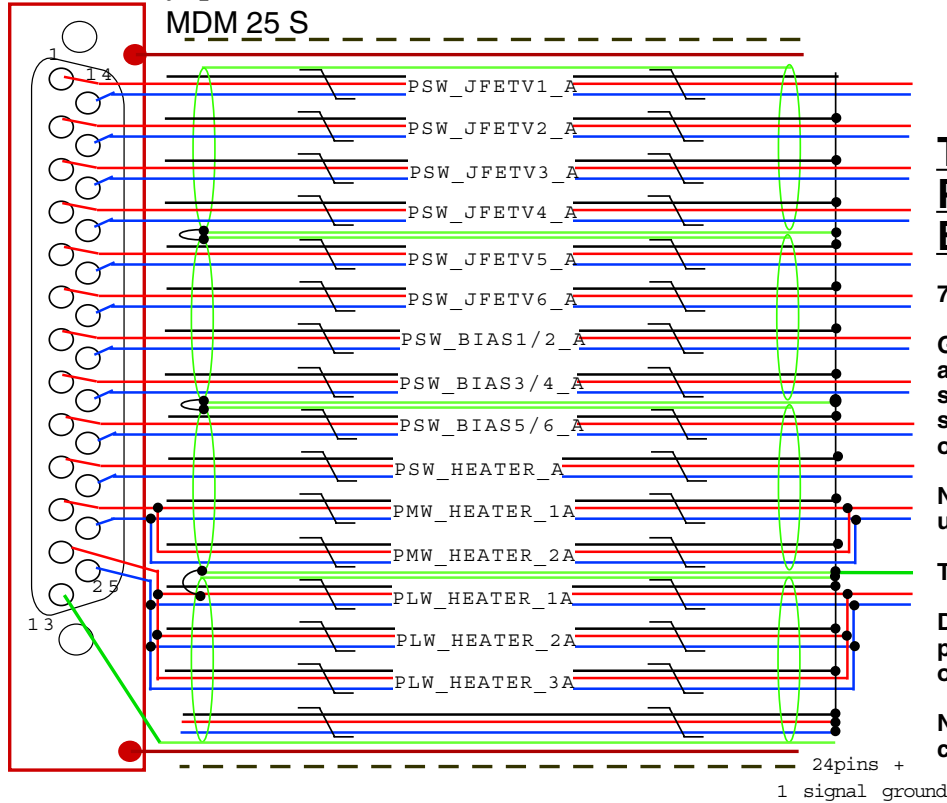 MDM 25 S
1
14
PSW_JFETV1_A
PSW_JFETV2_A
PSW_JFETV3_A
PSW_JFETV4_A
PSW_JFETV5_A
PSW_JFETV6_A
PSW_BIAS1/2_A
PSW_BIAS3/4_A
PSW_BIAS5/6_A
PSW_HEATER_A
PMW_HEATER_1A
PMW_HEATER_2A
25
PLW_HEATER_1A
13
PLW_HEATER_2A
PLW_HEATER_3A
24pins +
1 signal ground
7